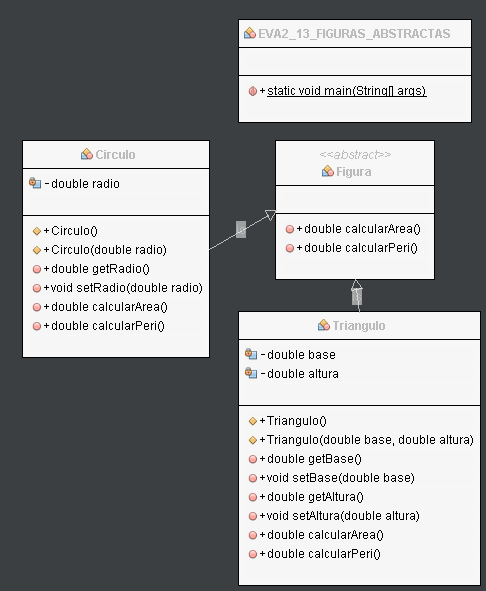 EVA2_13_FIGURAS_ABSTRACTAS
+ static void main(String[] args)
Circulo
- double radio
+ Circulo()
+ Circulo(double radio)
+ double getRadio()
+ void setRadio(double radio)
+ double calcularArea()
+ double calcularPeri()
<<abstract>>
Figura
+ double calcularArea()
+ double calcularPeri()
Triangulo
- double base
- double altura
+ Triangulo()
+ Triangulo(double base, double altura)
+ double getBase()
+ void setBase(double base)
+ double getAltura()
+ void setAltura(double altura)
+ double calcularArea()
+ double calcularPeri()